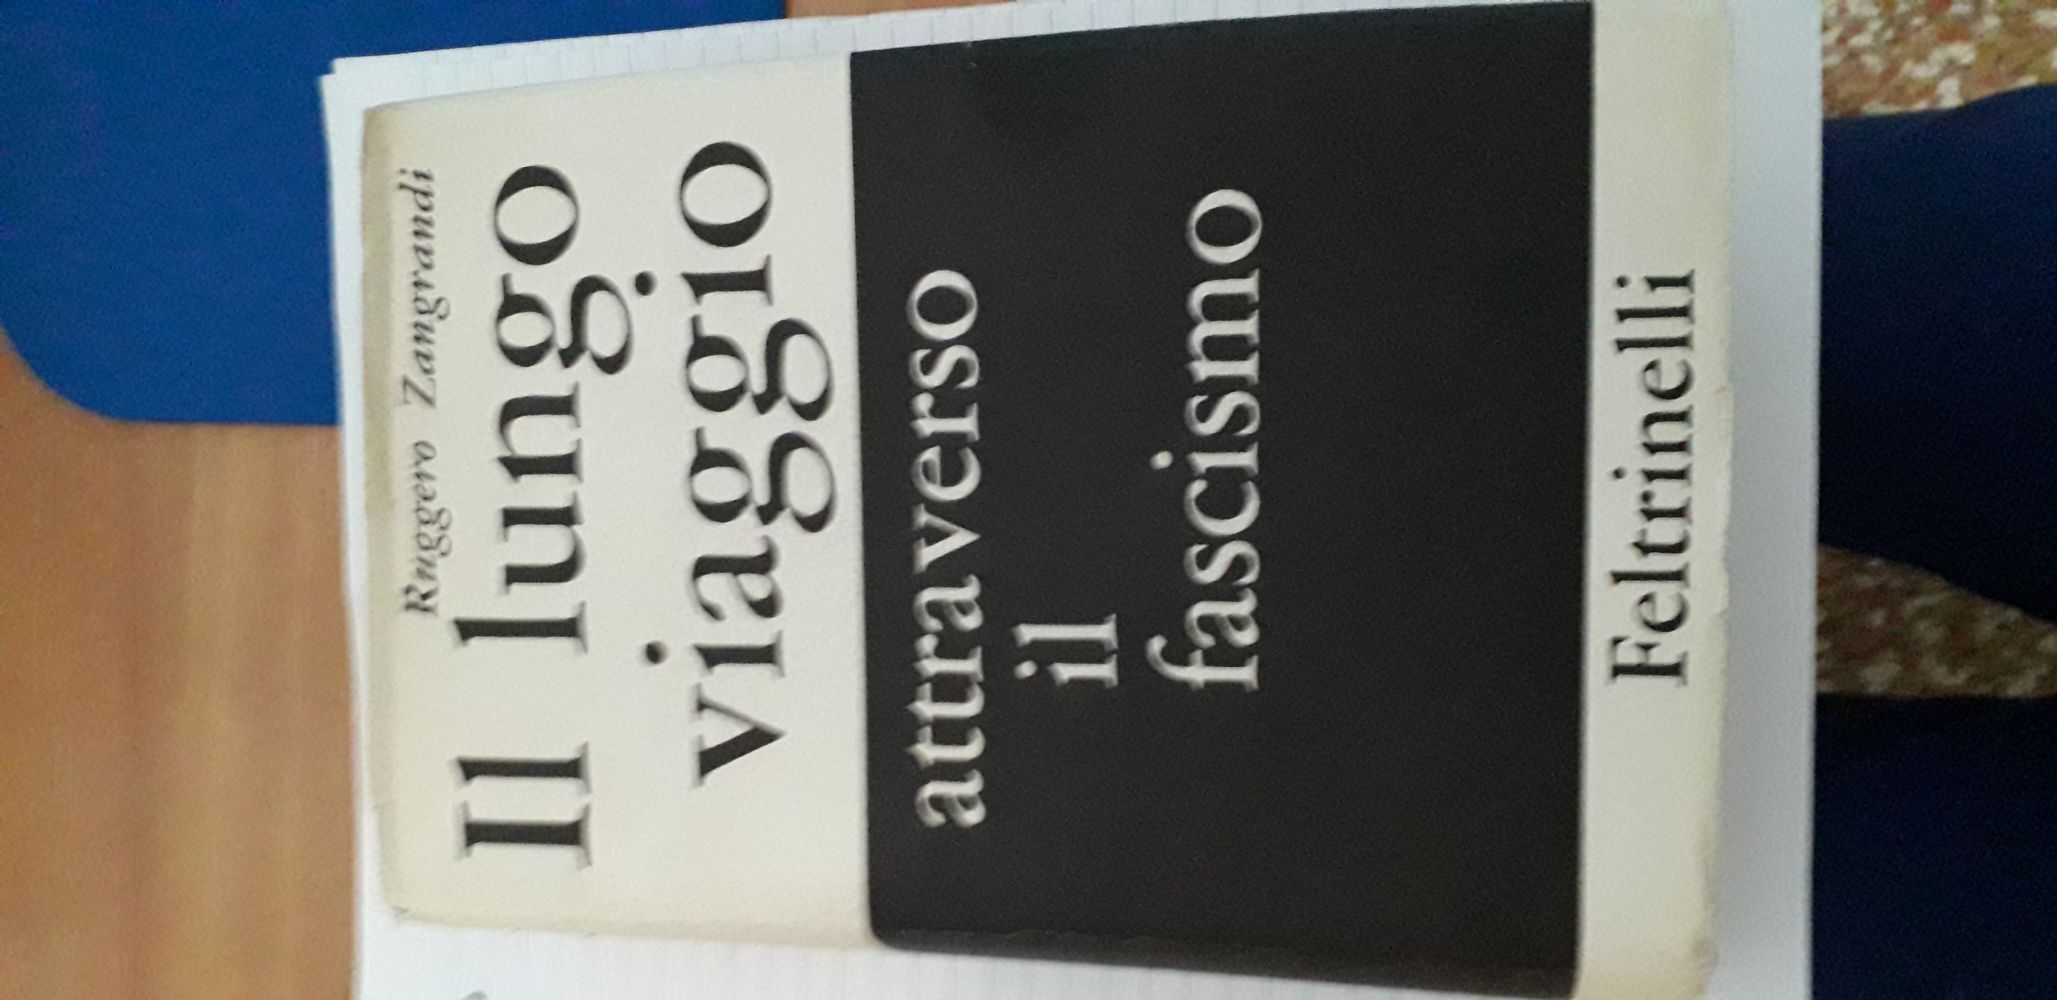 Ruggero Zangrandi
Il lungo
viaggio
attraverso
il
fascismo
Feltrinelli